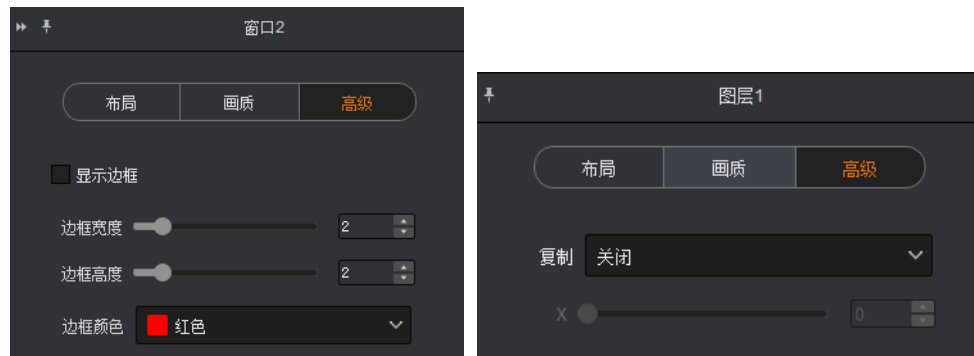 窗口2
布局 画质 高级
显示边框
边框宽度 2
边框高度 2
边框颜色 红色
图层1
布局 画质 高级
复制 关闭
X 0